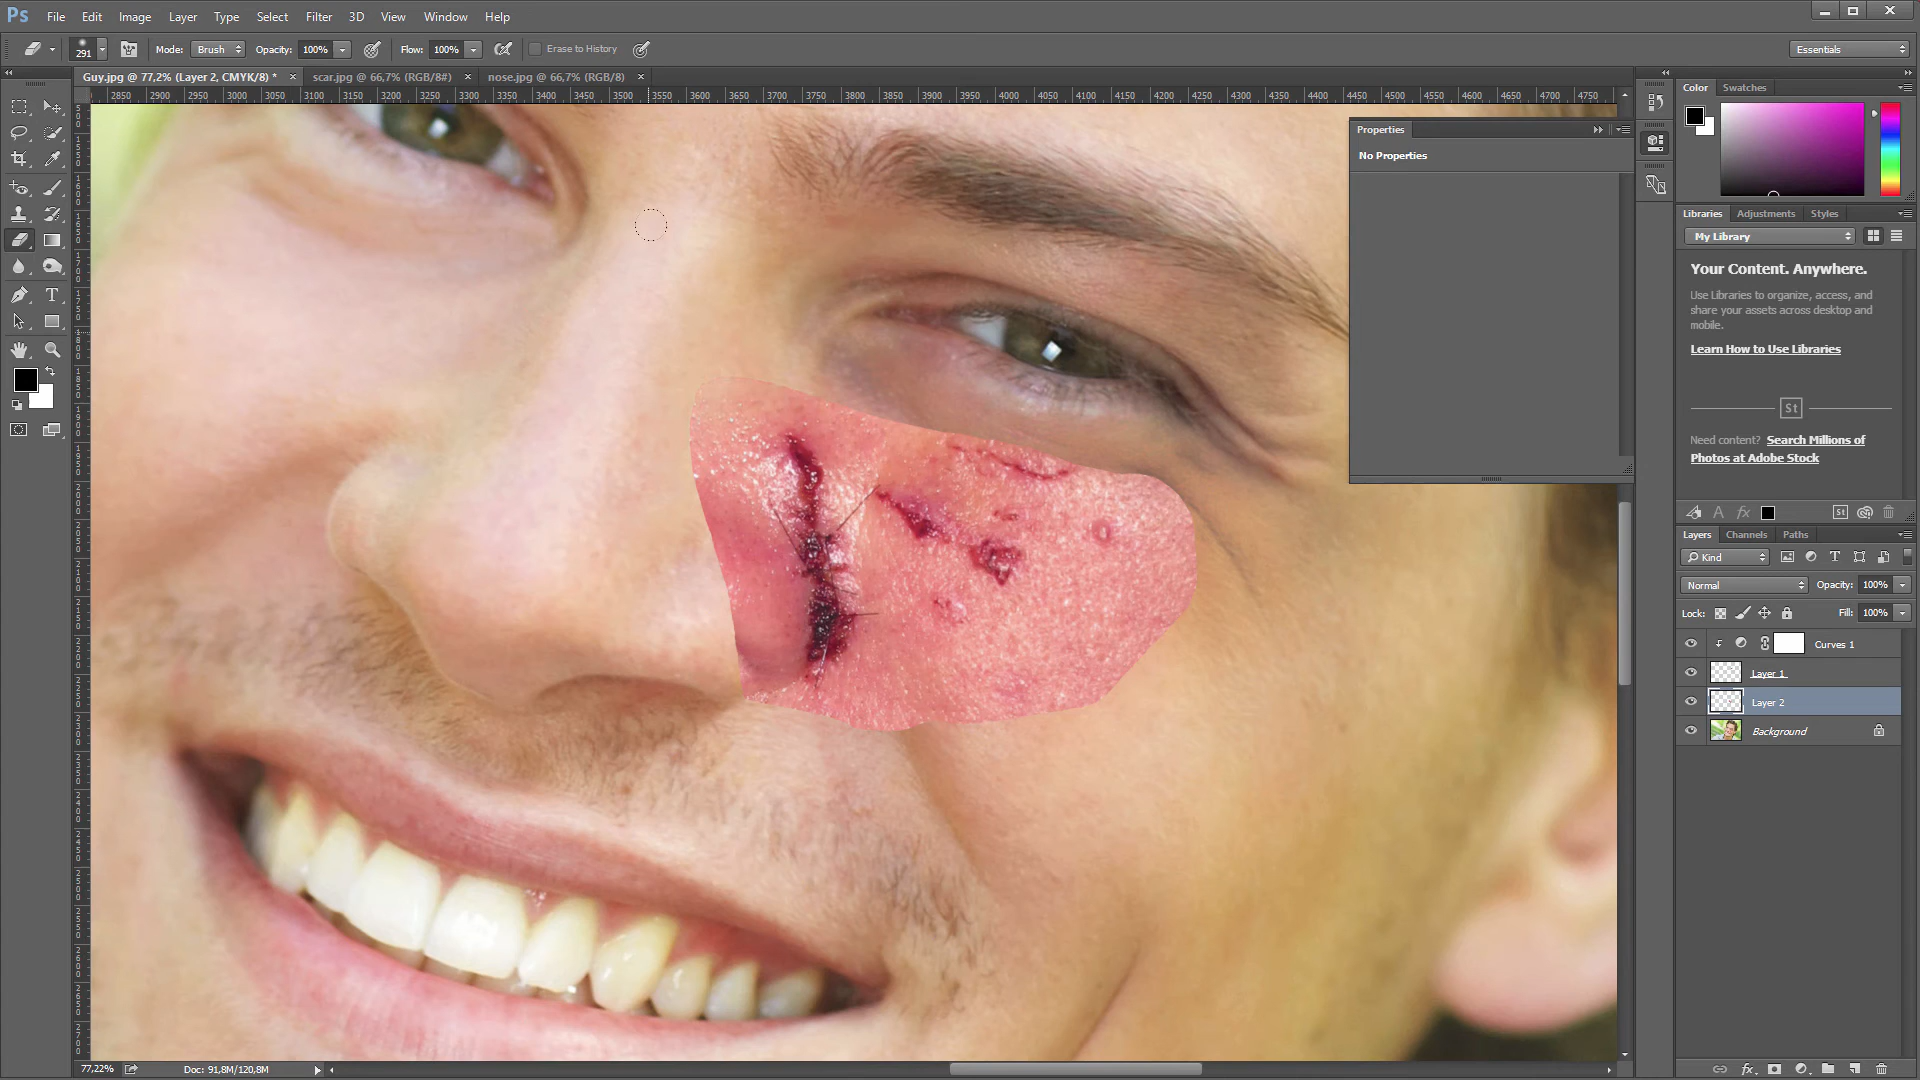 Ps File Edit Image Layer Type Select Filter 3D View Window Help
291 Mode: Brush Opacity: 100% Flow: 100% Erase to History Essentials
Guy.jpg @ 77,2% (Layer 2, CMYK/8) * × scar.jpg @ 66,7% (RGB/8#) × nose.jpg @ 66,7% (RGB/8) ×
2850 2900 2950 3000 3050 3100 3150 3200 3250 3300 3350 3400 3450 3500 3550 3600 3650 3700 3750 3800 3850 3900 3950 4000 4050 4100 4150 4200 4250 4300 4350 4400 4450 4500 4550 4600 4650 4700 4750
Color Swatches
Properties
No Properties
Libraries Adjustments Styles
My Library
Your Content. Anywhere.
Use Libraries to organize, access, and
share your assets across desktop and
mobile.
Learn How to Use Libraries
St
Need content? Search Millions of
Photos at Adobe Stock
fx St
Layers Channels Paths
Kind
Normal Opacity: 100%
Lock: Fill: 100%
Curves 1
Layer 1
Layer 2
Background
77,22% Doc: 91,8M/120,8M
fx